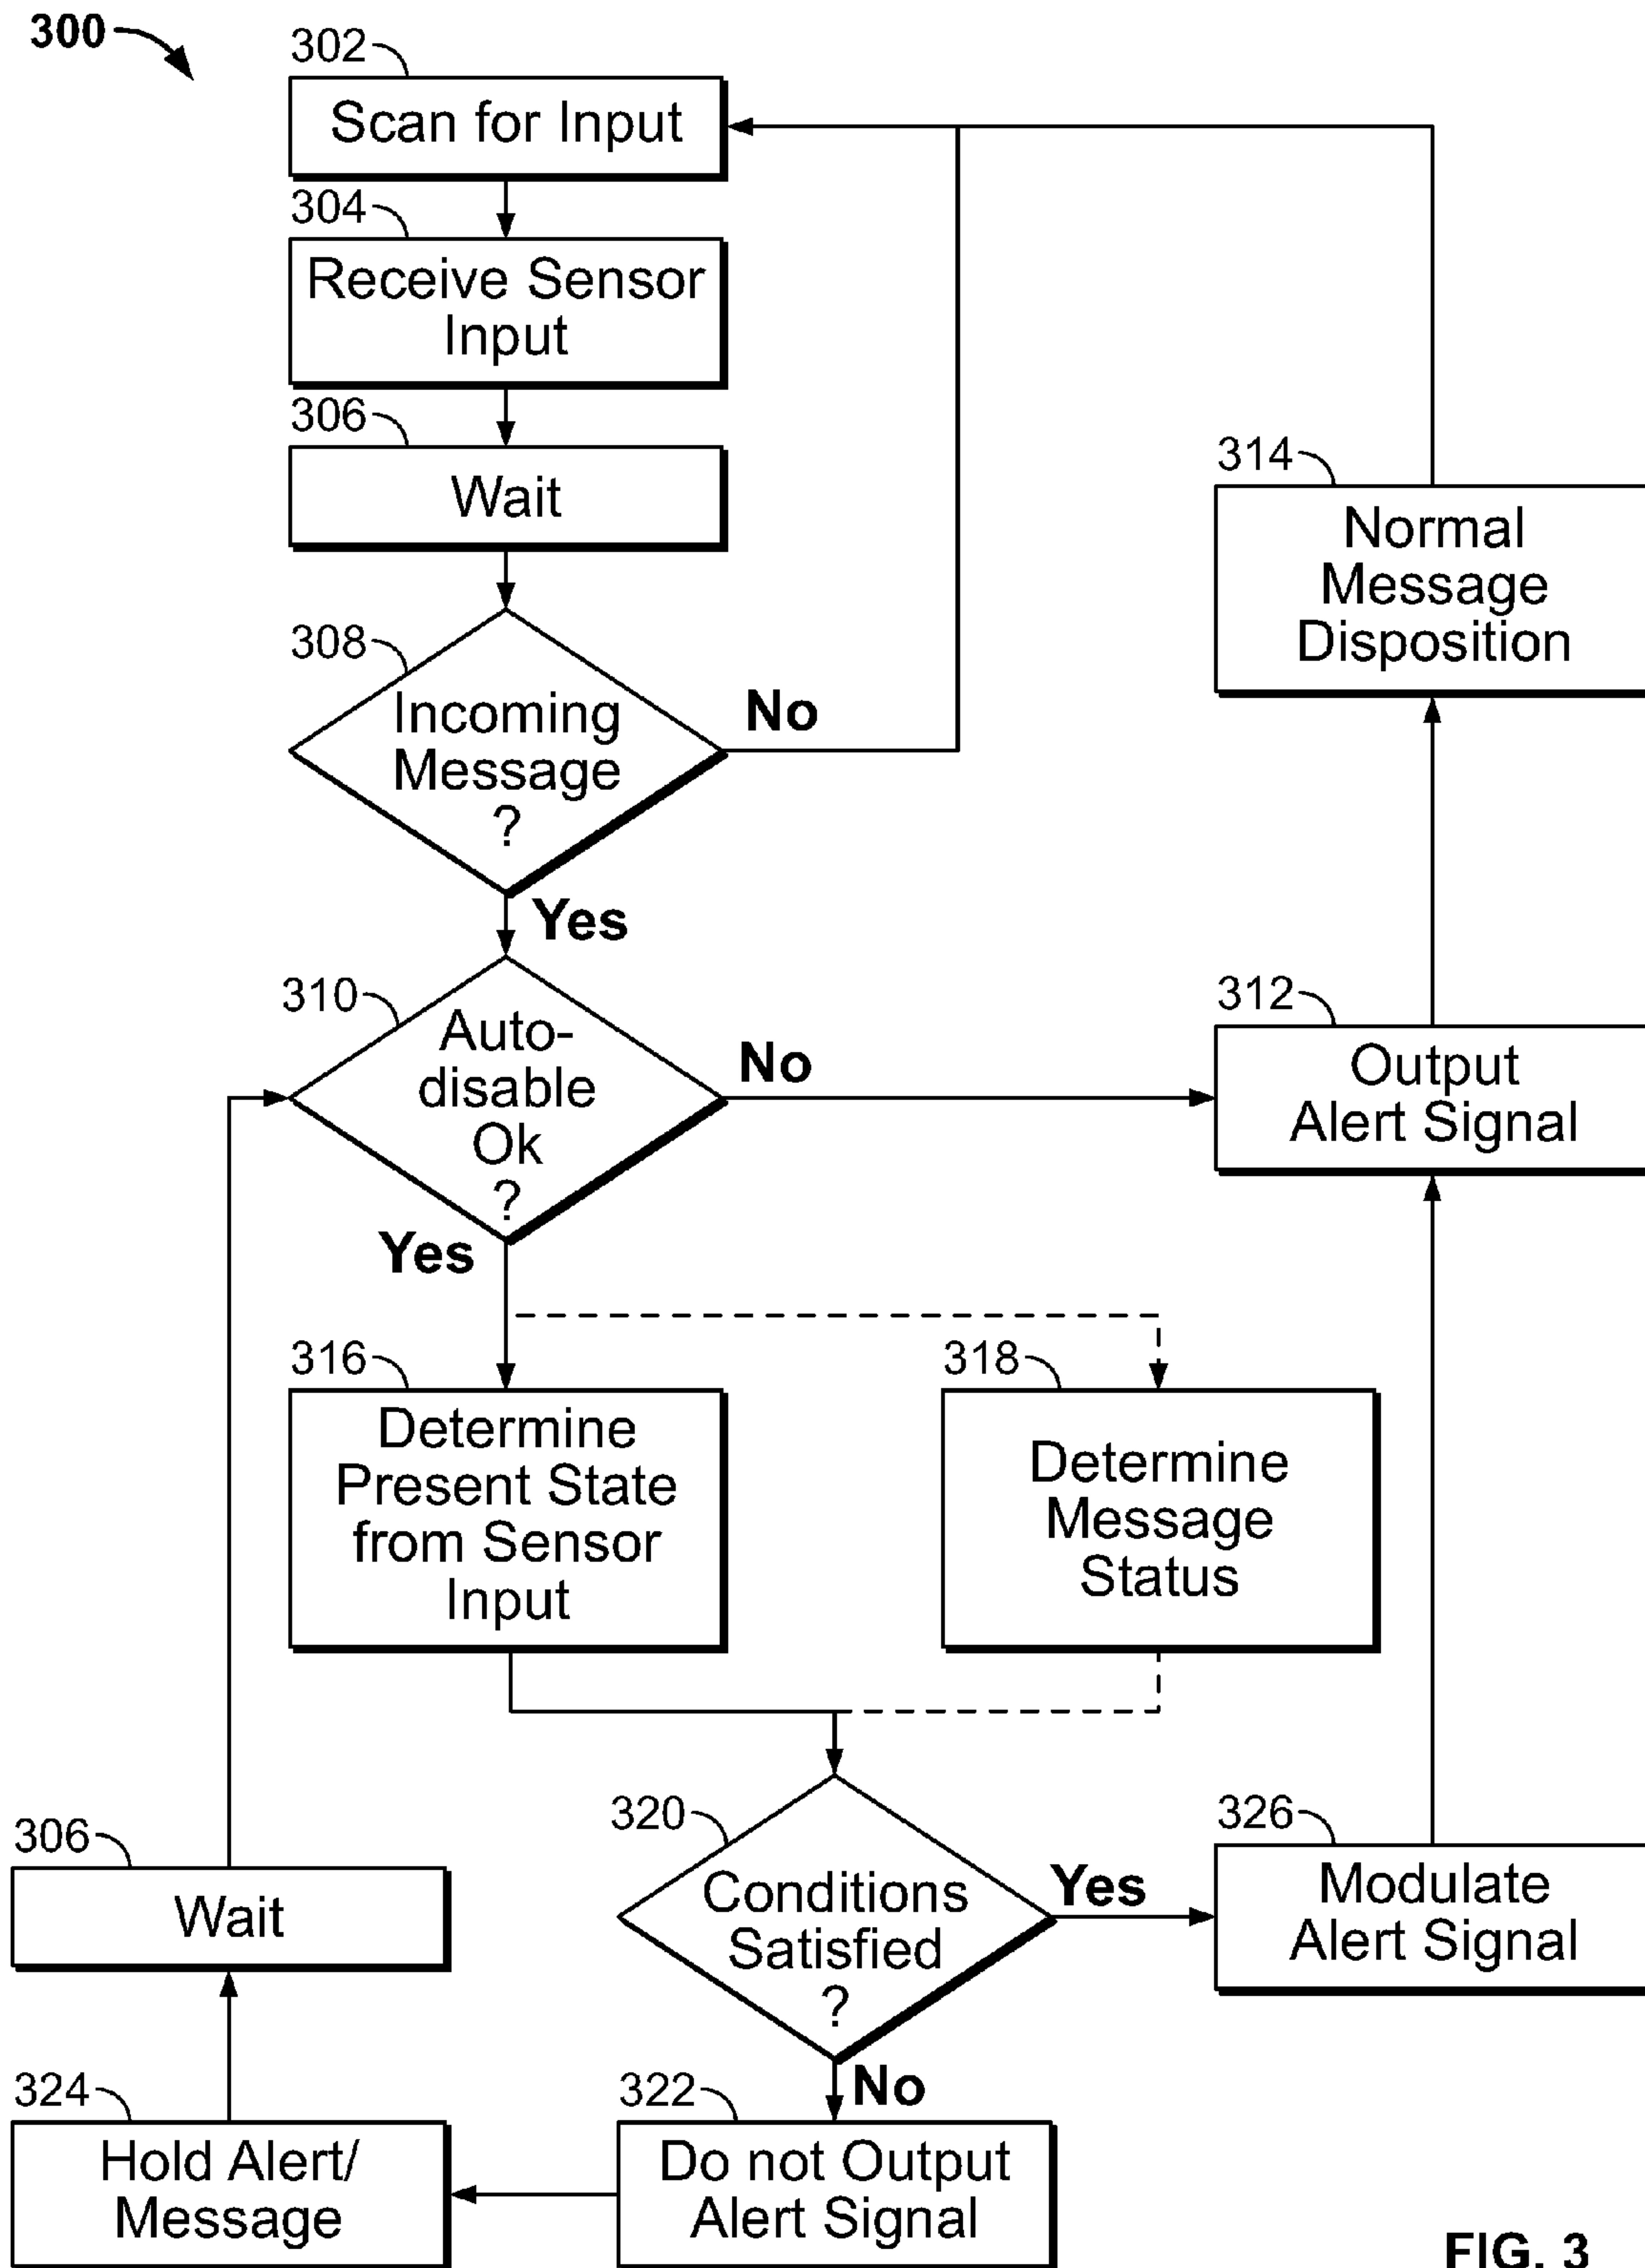 300
302
Scan for Input
304
Receive Sensor
Input
306
Wait
314
Normal
Message
Disposition
308
Incoming
Message
?
No
Yes
310
Auto-
disable
Ok
?
No
Yes
312
Output
Alert Signal
316
Determine
Present State
from Sensor
Input
318
Determine
Message
Status
320
Conditions
Satisfied
?
Yes
No
326
Modulate
Alert Signal
306
Wait
324
Hold Alert/
Message
322
Do not Output
Alert Signal
FIG. 3